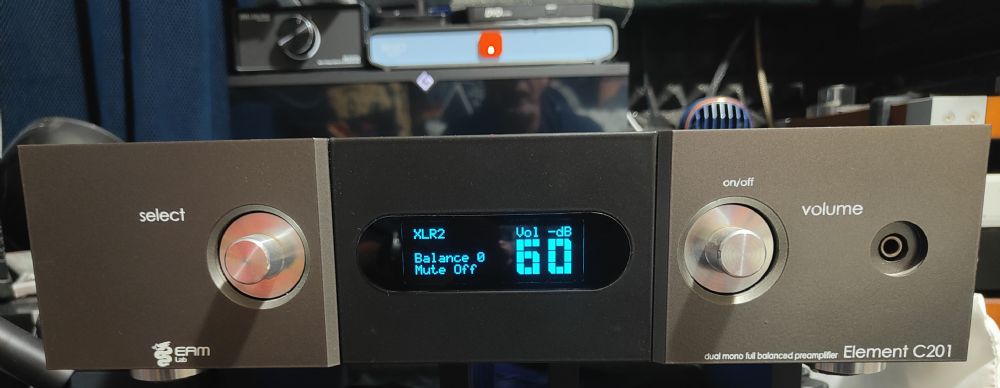 select
XLR2
Vol -dB
60
Balance 0
Mute Off
on/off
volume
EAM
Lab
dual mono full balanced preamplifier Element C201